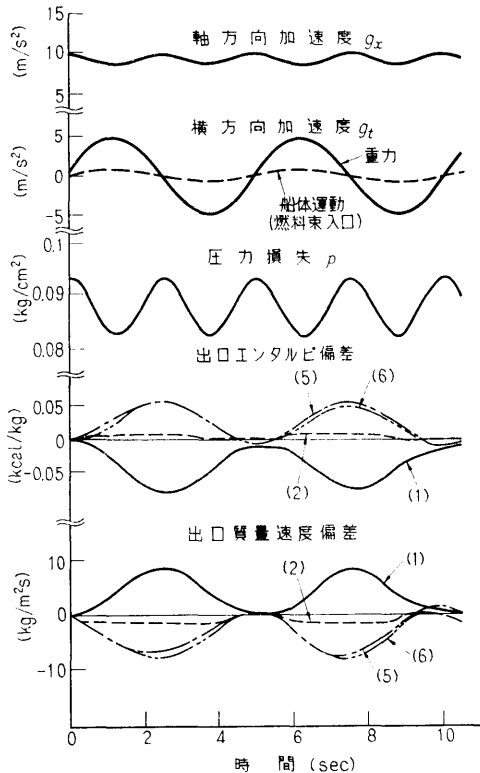 軸方向加速度 gx
(m/s²)
15
10
5
横方向加速度 gt
重力
船体運動
(燃料束入口)
(m/s²)
5
0
-5
圧力損失 p
(kg/cm²)
0.1
0.09
0.08
出口エンタルピ偏差
(5)
(6)
(2)
(1)
(kcal/kg)
0.05
0
-0.05
出口質量速度偏差
(2)
(1)
(6)
(5)
(kg/m²s)
10
0
-10
0
2
4
6
8
10
時間 (sec)